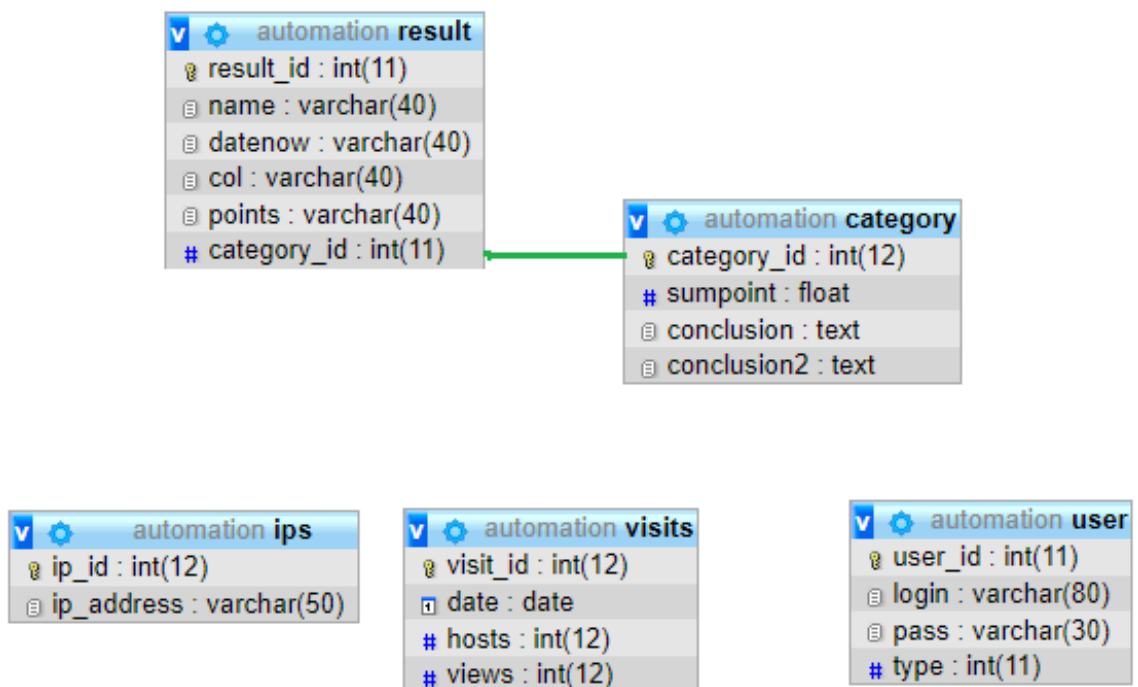 automation result
result_id : int(11)
name : varchar(40)
datenow : varchar(40)
col : varchar(40)
points : varchar(40)
# category_id : int(11)
automation category
category_id : int(12)
# sumpoint : float
conclusion : text
conclusion2 : text
automation ips
ip_id : int(12)
ip_address : varchar(50)
automation visits
visit_id : int(12)
date : date
# hosts : int(12)
# views : int(12)
automation user
user_id : int(11)
login : varchar(80)
pass : varchar(30)
# type : int(11)